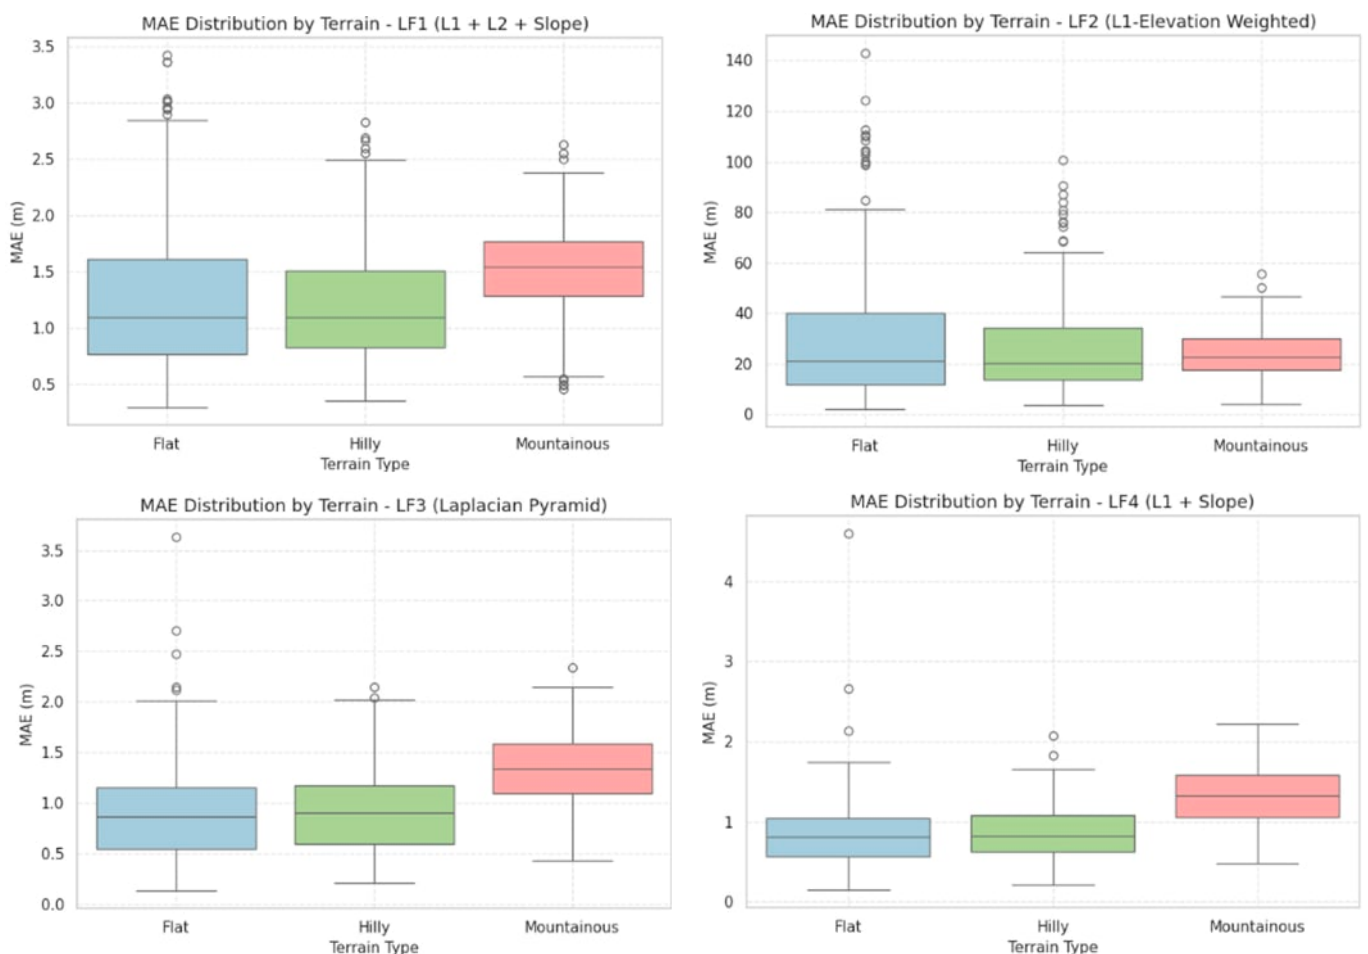 MAE Distribution by Terrain - LF1 (L1 + L2 + Slope)
3.5
3.0
2.5
2.0
1.5
1.0
0.5
MAE (m)
Flat
Hilly
Mountainous
Terrain Type
MAE Distribution by Terrain - LF2 (L1-Elevation Weighted)
140
120
100
80
60
40
20
0
MAE (m)
Flat
Hilly
Mountainous
Terrain Type
MAE Distribution by Terrain - LF3 (Laplacian Pyramid)
3.5
3.0
2.5
2.0
1.5
1.0
0.5
0.0
MAE (m)
Flat
Hilly
Mountainous
Terrain Type
MAE Distribution by Terrain - LF4 (L1 + Slope)
4
3
2
1
0
MAE (m)
Flat
Hilly
Mountainous
Terrain Type